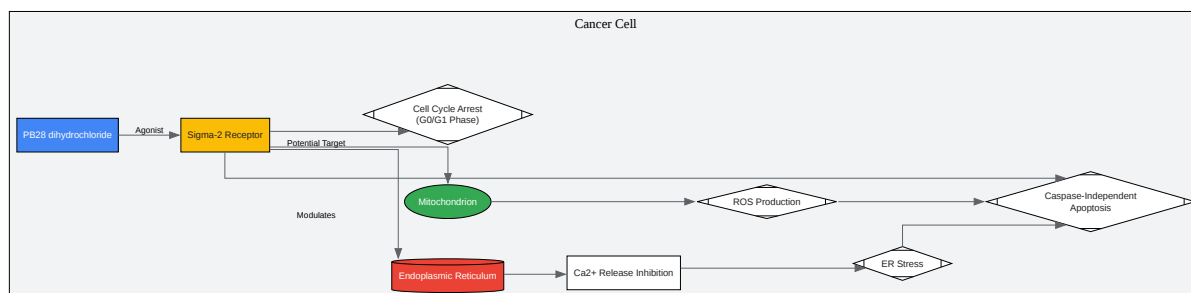 Cancer Cell
Cell Cycle Arrest
(G0/G1 Phase)
PB28 dihydrochloride
Agonist
Sigma-2 Receptor
Potential Target
Mitochondrion
ROS Production
Caspase-Independent
Apoptosis
Modulates
Endoplasmic Reticulum
Ca2+ Release Inhibition
ER Stress